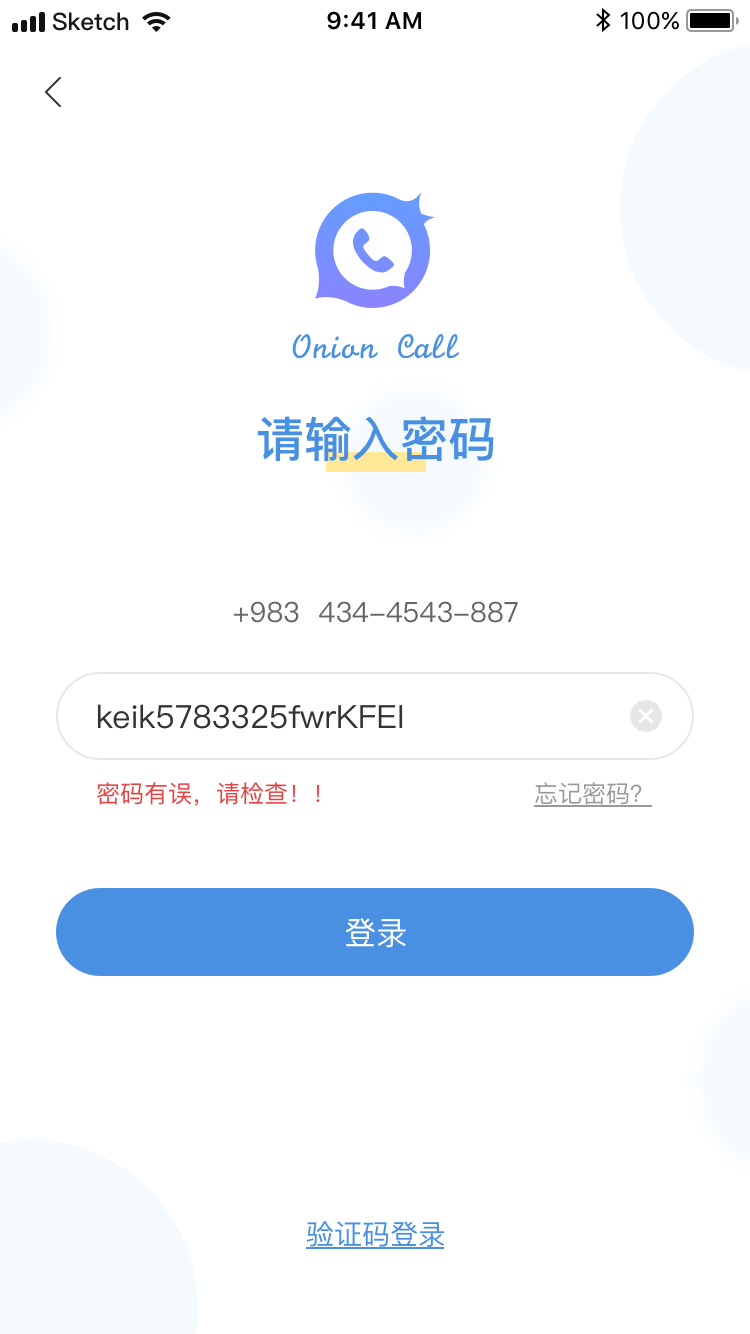 Sketch 9:41 AM 100%
Onion Call
请输入密码
+983 434-4543-887
keik5783325fwrKFEI
密码有误，请检查！！ 忘记密码？
登录
验证码登录